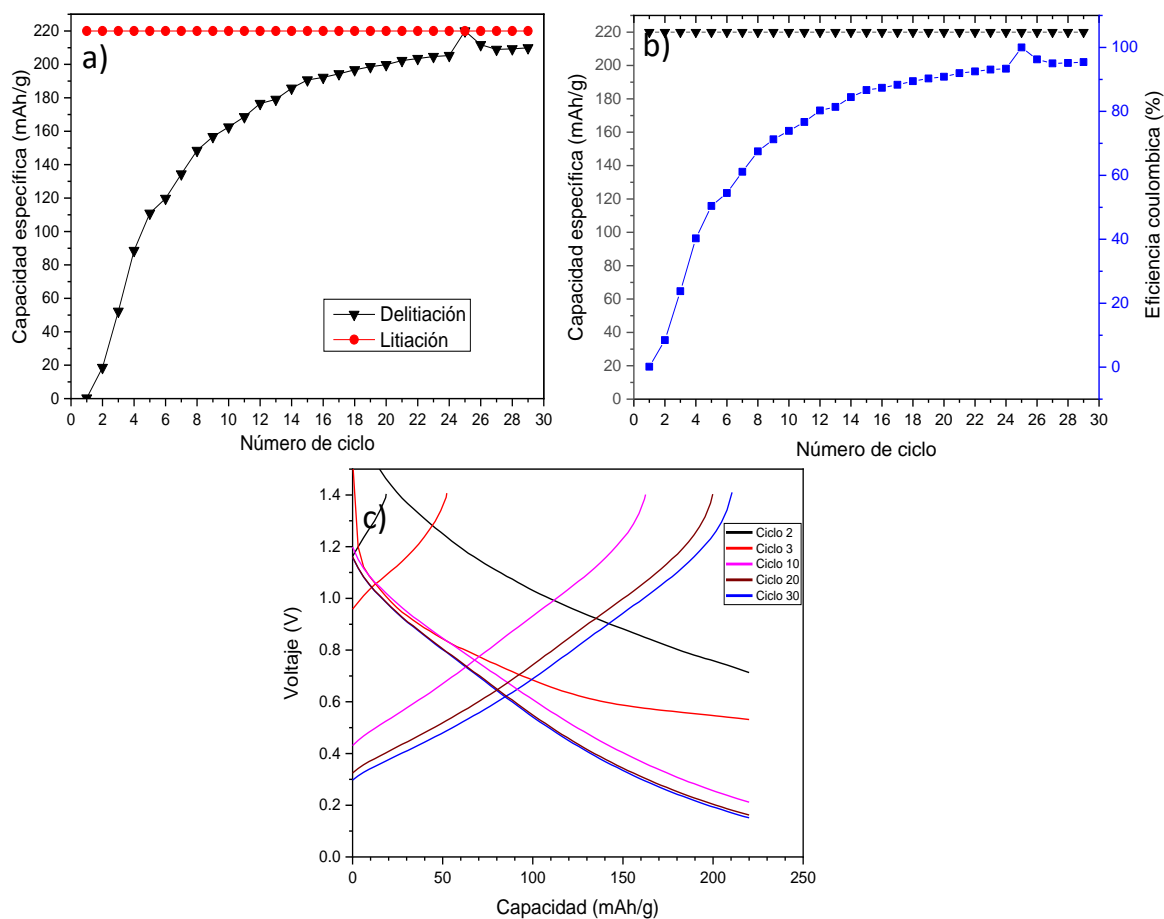 a)
Capacidad específica (mAh/g)
220
200
180
160
140
120
100
80
60
40
20
0
Delitiación
Litiación
0 2 4 6 8 10 12 14 16 18 20 22 24 26 28 30
Número de ciclo
b)
Capacidad específica (mAh/g)
220
200
180
160
140
120
100
80
60
40
20
0
100
80
60
40
20
0
Eficiencia coulombica (%)
0 2 4 6 8 10 12 14 16 18 20 22 24 26 28 30
Número de ciclo
c)
Voltaje (V)
1.4
1.2
1.0
0.8
0.6
0.4
0.2
0.0
Ciclo 2
Ciclo 3
Ciclo 10
Ciclo 20
Ciclo 30
0 50 100 150 200 250
Capacidad (mAh/g)